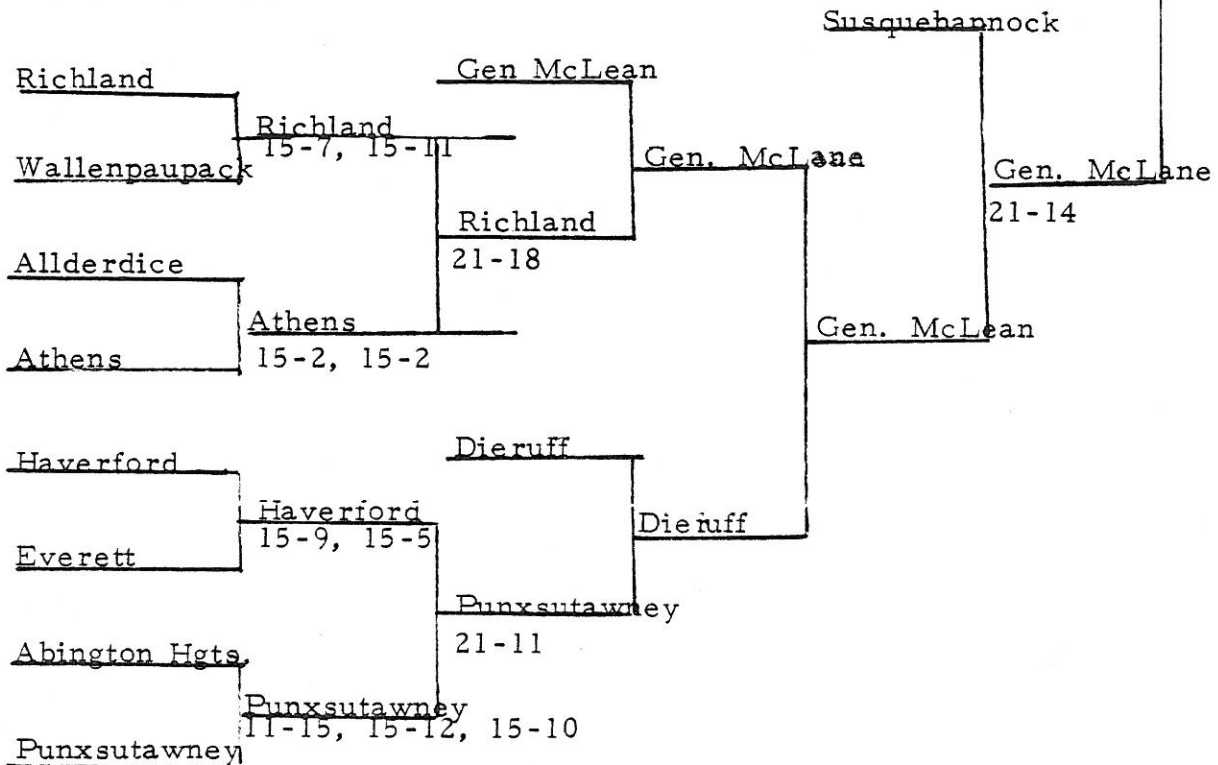 Susquehannock
Richland
Gen McLean
Richland
15-7, 15-11
Wallenpaupack
Gen. McLane
Gen. McLane
21-14
Richland
21-18
Allderdice
Athens
15-2, 15-2
Gen. McLean
Athens
Haverford
Dieruff
Haverford
15-9, 15-5
Dieruff
Everett
Punxsutawney
21-11
Abington Hgts.
Punxsutawney
11-15, 15-12, 15-10
Punxsutawney